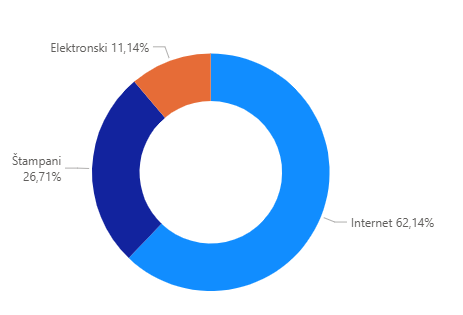 Elektronski 11,14%
Štampani
26,71%
Internet 62,14%